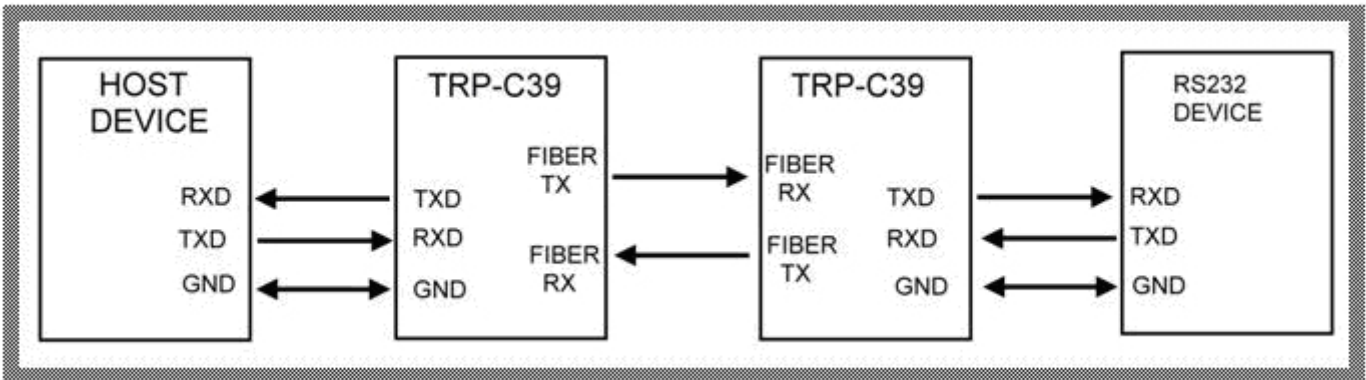 HOST
DEVICE
RXD
TXD
GND
TRP-C39
FIBER
TX
TXD
RXD
FIBER
RX
GND
TRP-C39
FIBER
RX
TXD
FIBER
TX
RXD
GND
RS232
DEVICE
RXD
TXD
GND